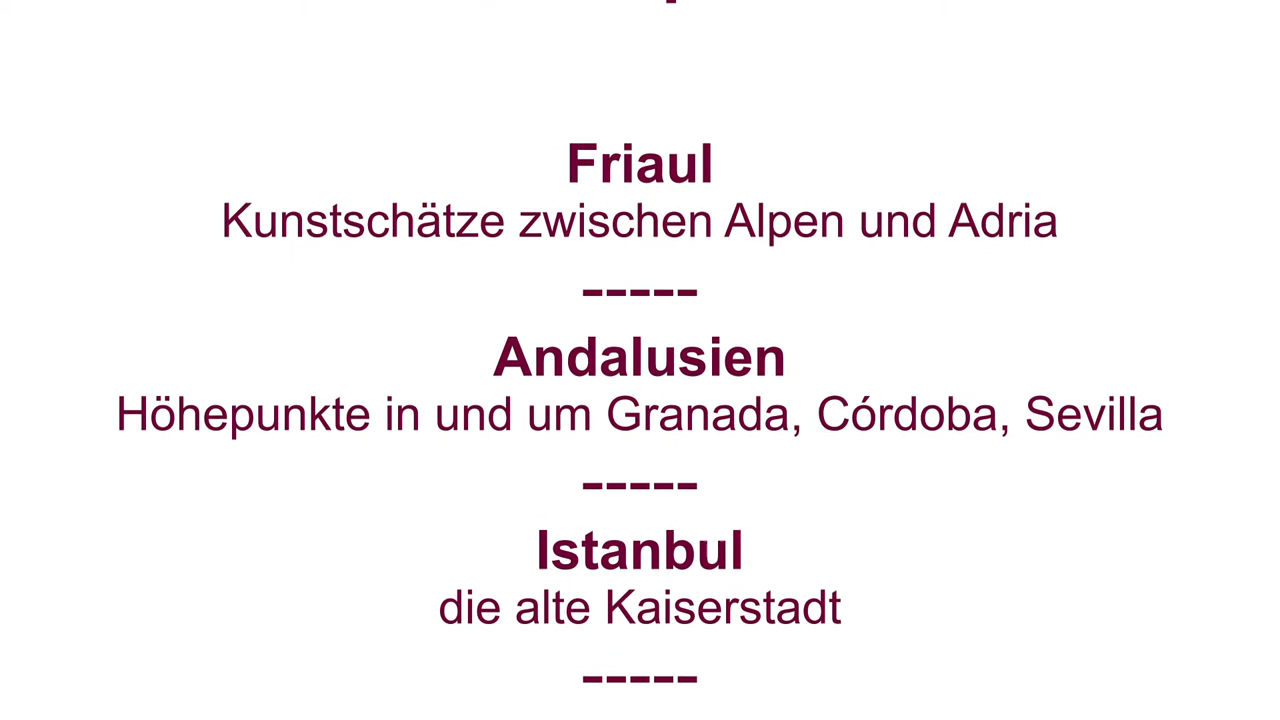 Friaul
Kunstschätze zwischen Alpen und Adria
-----
Andalusien
Höhepunkte in und um Granada, Córdoba, Sevilla
-----
Istanbul
die alte Kaiserstadt
-----